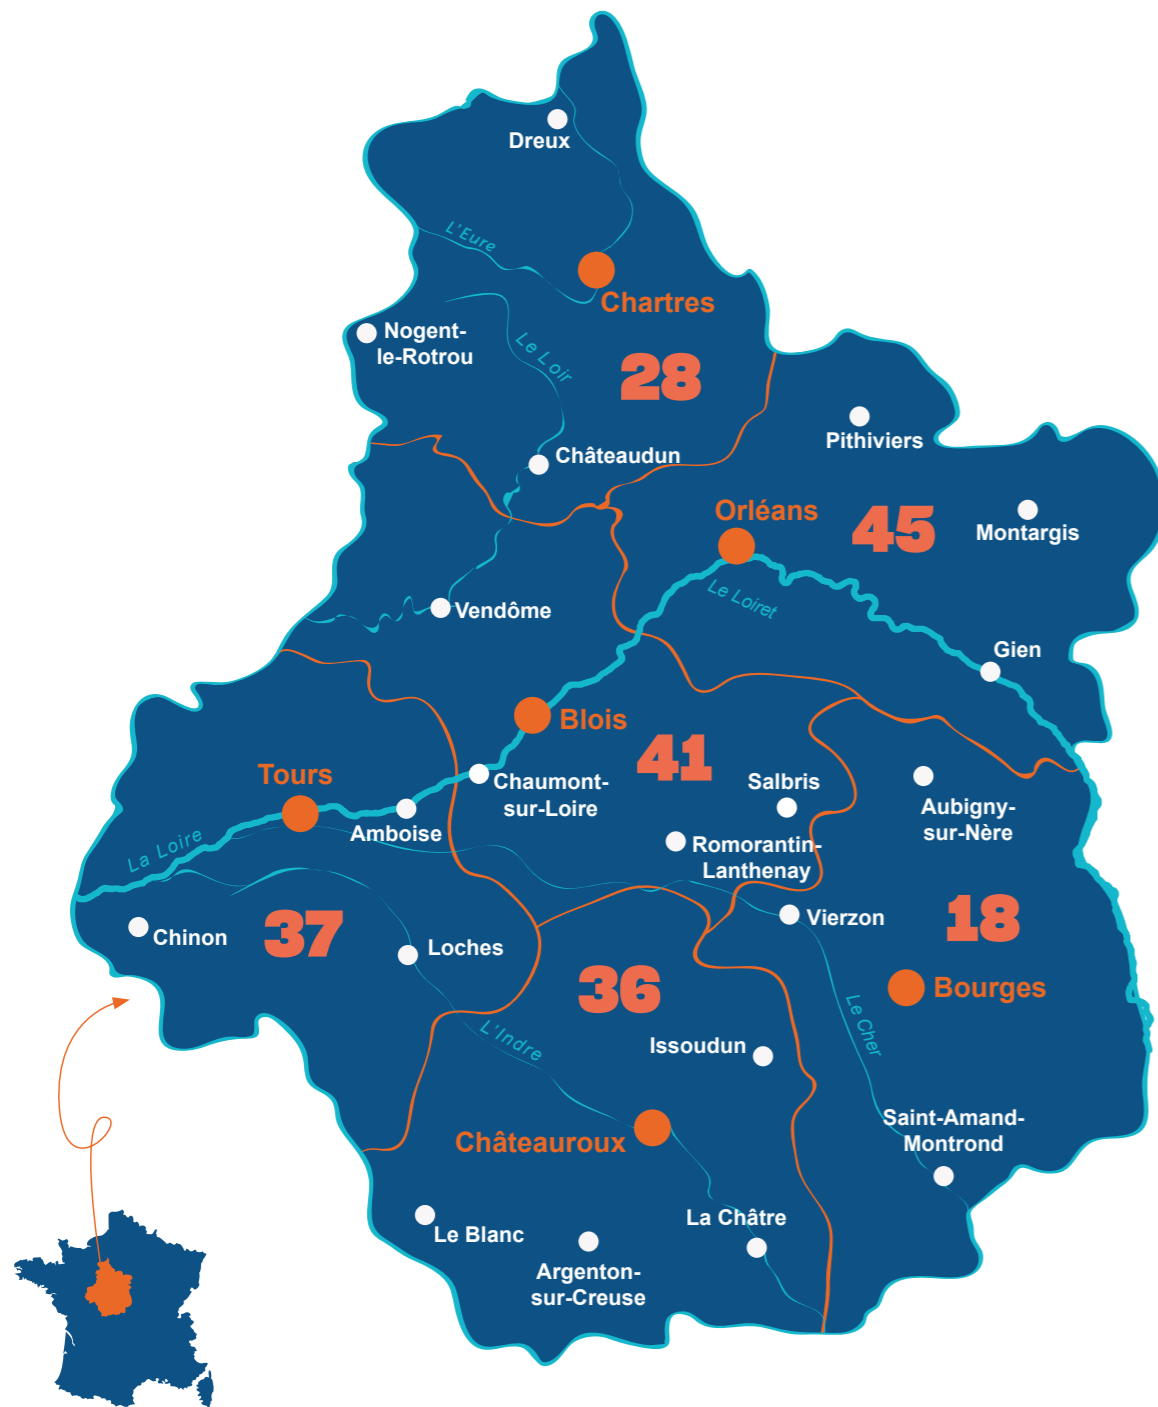 Dreux
L'Eure
Chartres
Nogent-
le-Rotrou
Le Loir
28
Pithiviers
Châteaudun
Orléans
45
Montargis
Le Loiret
Vendôme
Gien
Blois
41
Tours
Chaumont-
sur-Loire
Salbris
Aubigny-
sur-Nère
Amboise
La Loire
Romorantin-
Lanthenay
Chinon
37
Loches
Vierzon
18
36
Bourges
L'Indre
Issoudun
Le Cher
Châteauroux
Saint-Amand-
Montrond
Le Blanc
La Châtre
Argenton-
sur-Creuse